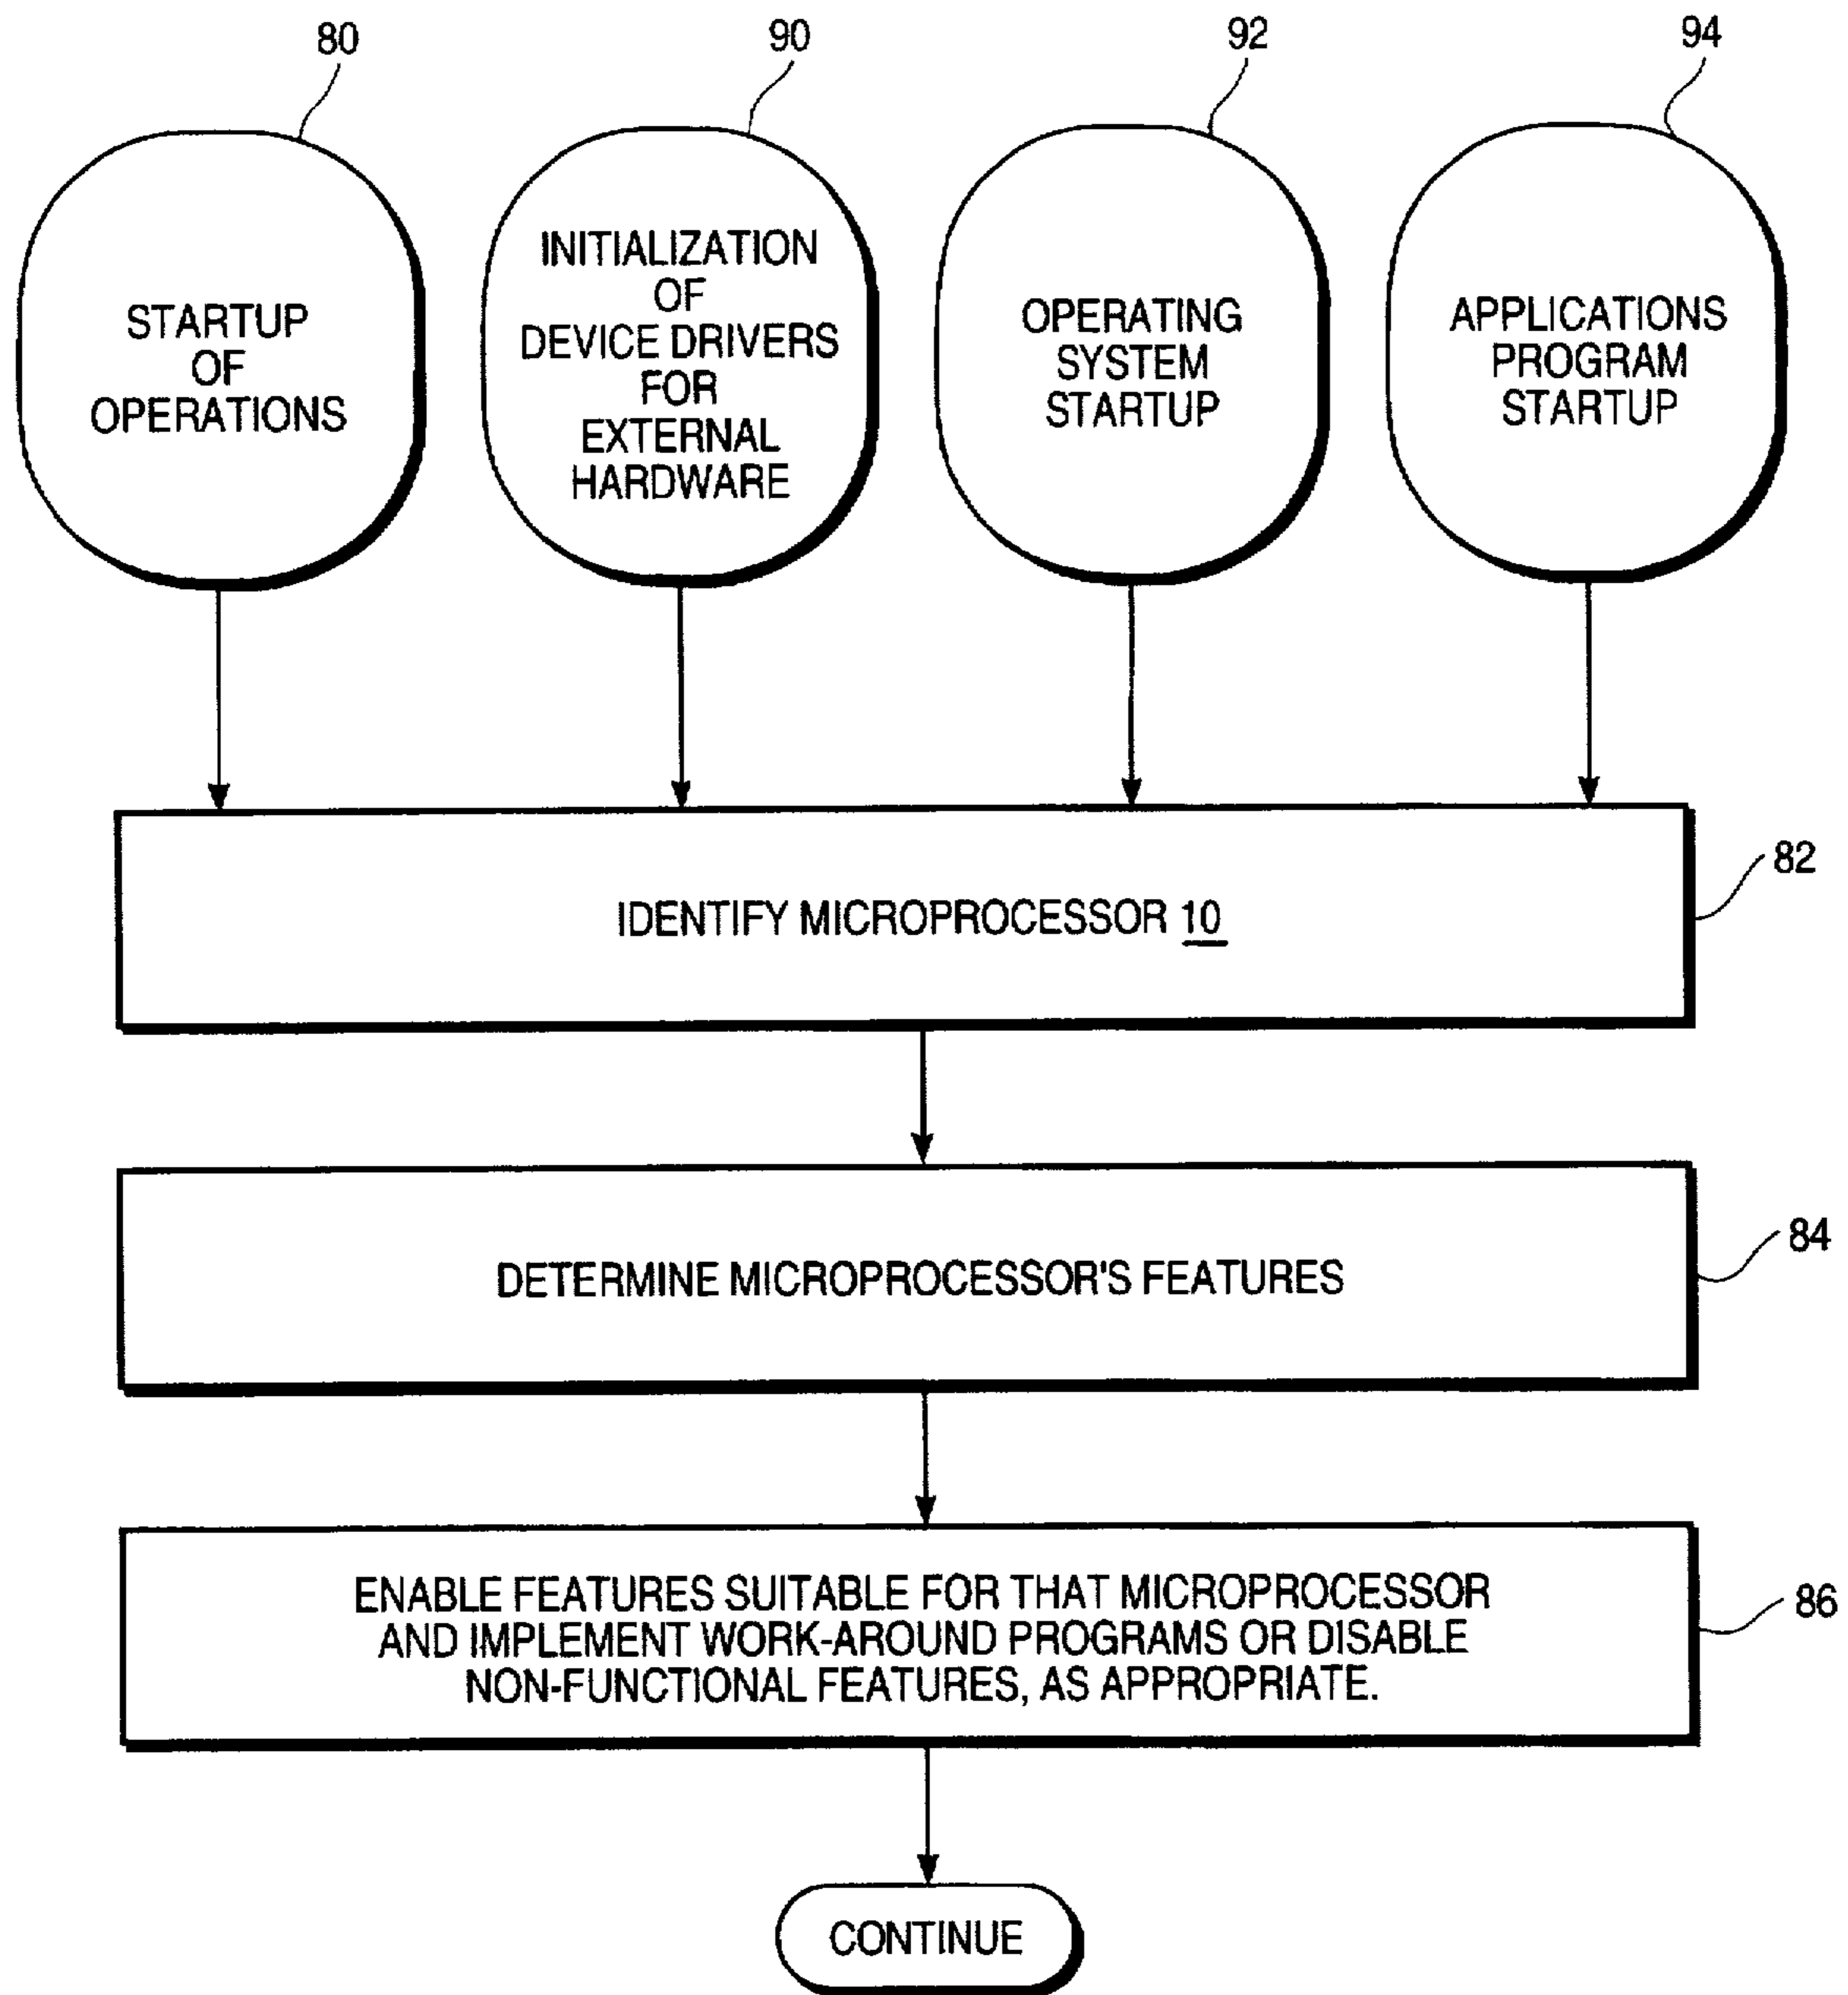 80
90
92
94
STARTUP
OF
OPERATIONS
INITIALIZATION
OF
DEVICE DRIVERS
FOR
EXTERNAL
HARDWARE
OPERATING
SYSTEM
STARTUP
APPLICATIONS
PROGRAM
STARTUP
IDENTIFY MICROPROCESSOR 10
82
DETERMINE MICROPROCESSOR'S FEATURES
84
ENABLE FEATURES SUITABLE FOR THAT MICROPROCESSOR
AND IMPLEMENT WORK-AROUND PROGRAMS OR DISABLE
NON-FUNCTIONAL FEATURES, AS APPROPRIATE.
86
CONTINUE